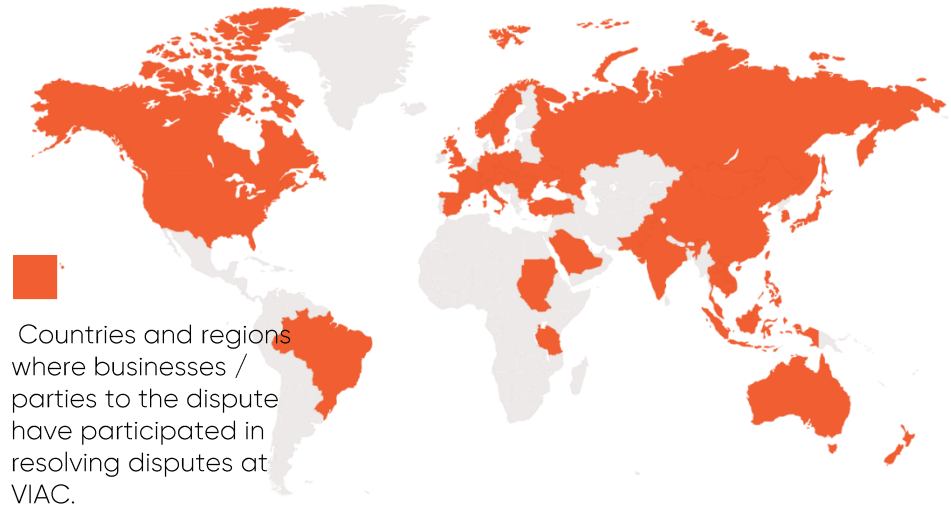 Countries and regions
where businesses /
parties to the dispute
have participated in
resolving disputes at
VIAC.